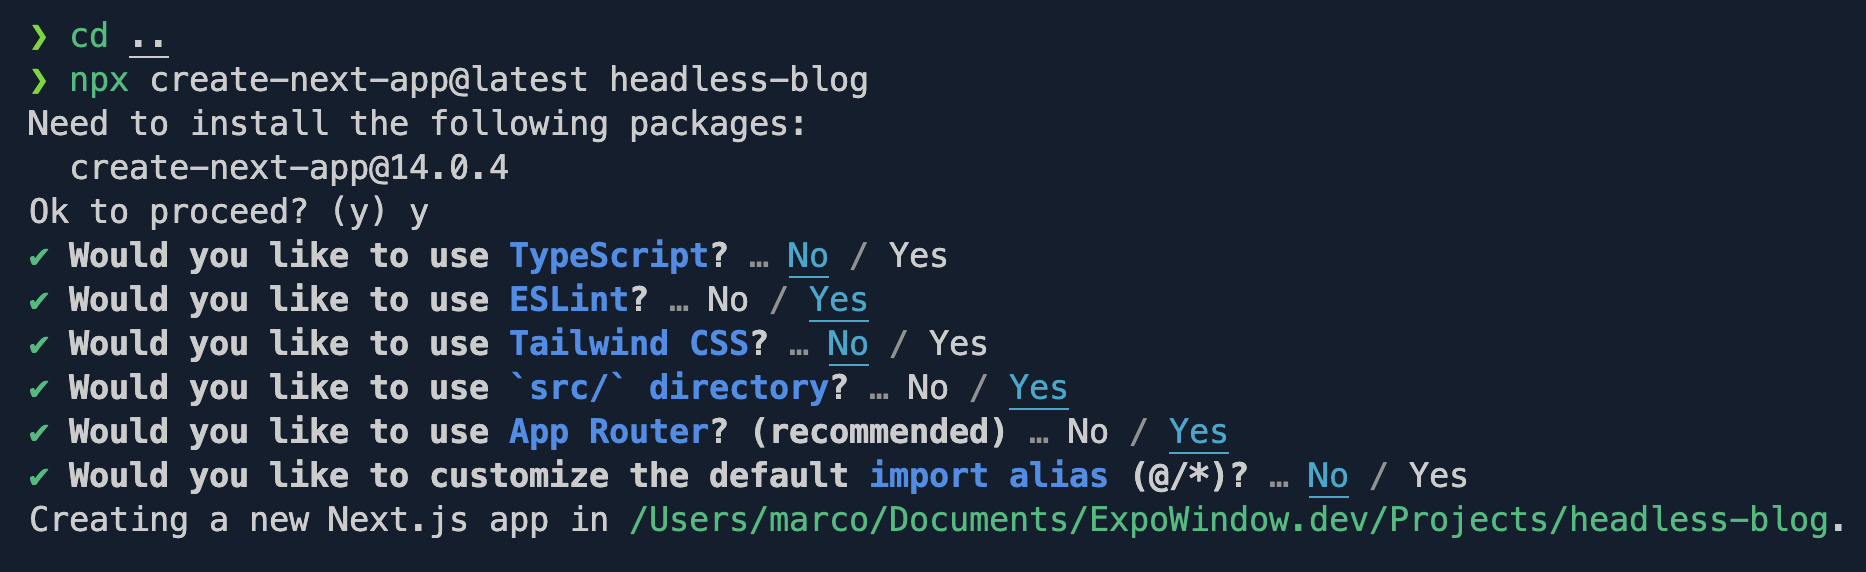 ❯ cd ..
❯ npx create-next-app@latest headless-blog
Need to install the following packages:
  create-next-app@14.0.4
Ok to proceed? (y) y
✔ Would you like to use TypeScript? … No / Yes
✔ Would you like to use ESLint? … No / Yes
✔ Would you like to use Tailwind CSS? … No / Yes
✔ Would you like to use `src/` directory? … No / Yes
✔ Would you like to use App Router? (recommended) … No / Yes
✔ Would you like to customize the default import alias (@/*)? … No / Yes
Creating a new Next.js app in /Users/marco/Documents/ExpoWindow.dev/Projects/headless-blog.